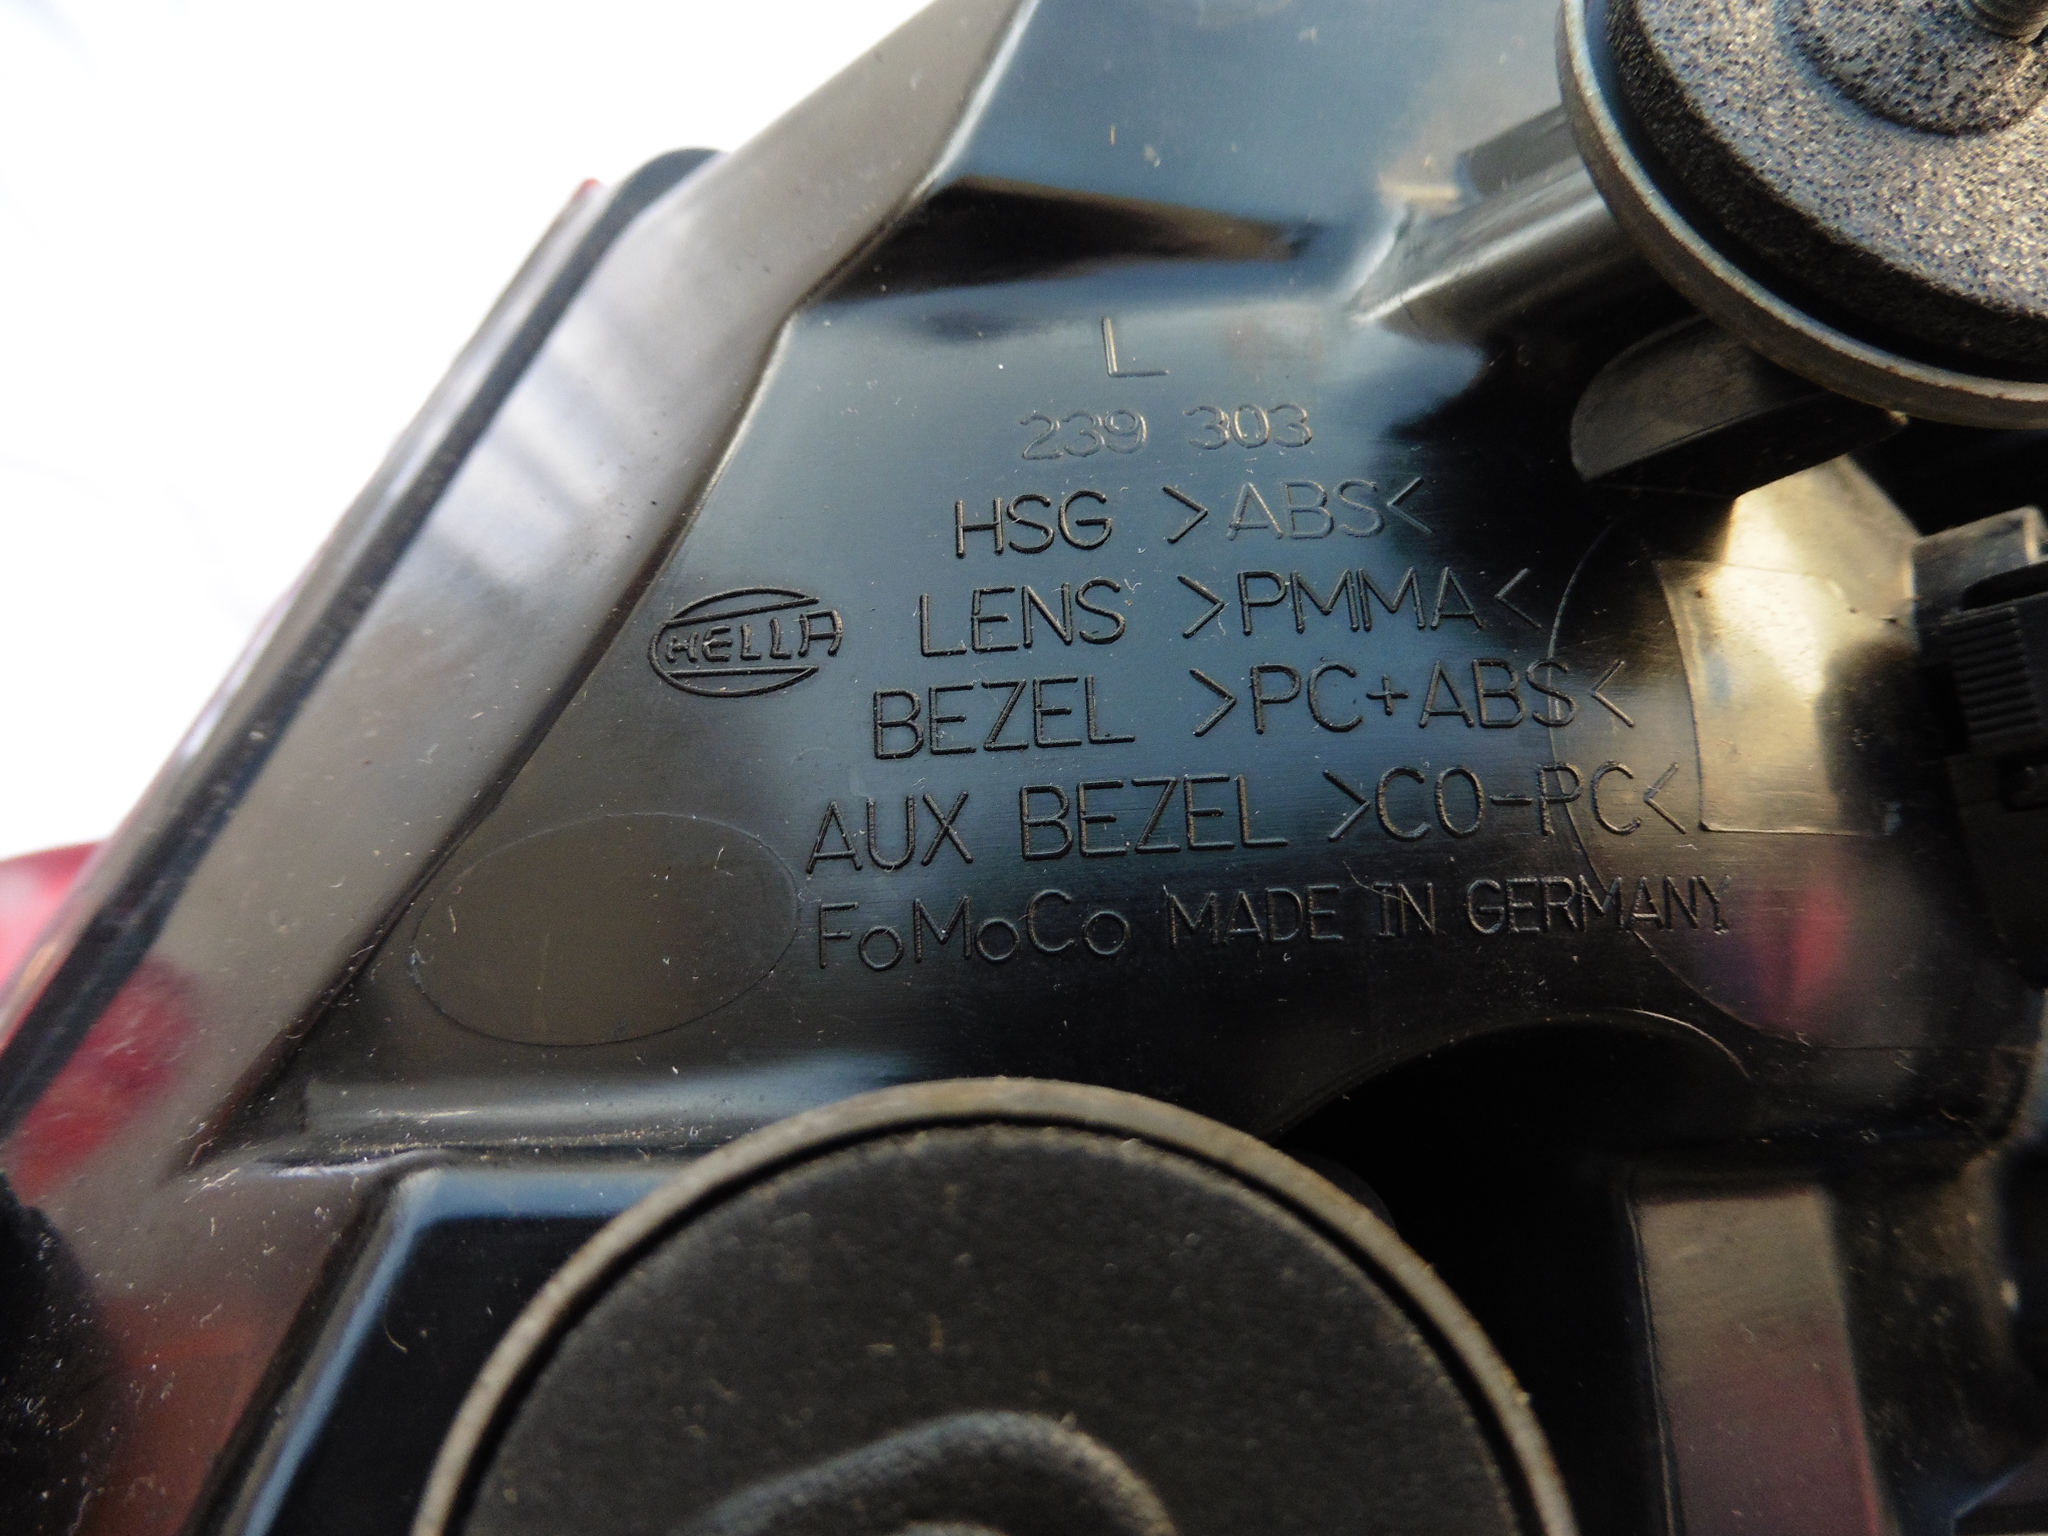 L
239 303
HSG >ABS<
HELLA
LENS >PMMA<
BEZEL >PC+ABS<
AUX BEZEL >CO-PC<
FoMoCo MADE IN GERMANY